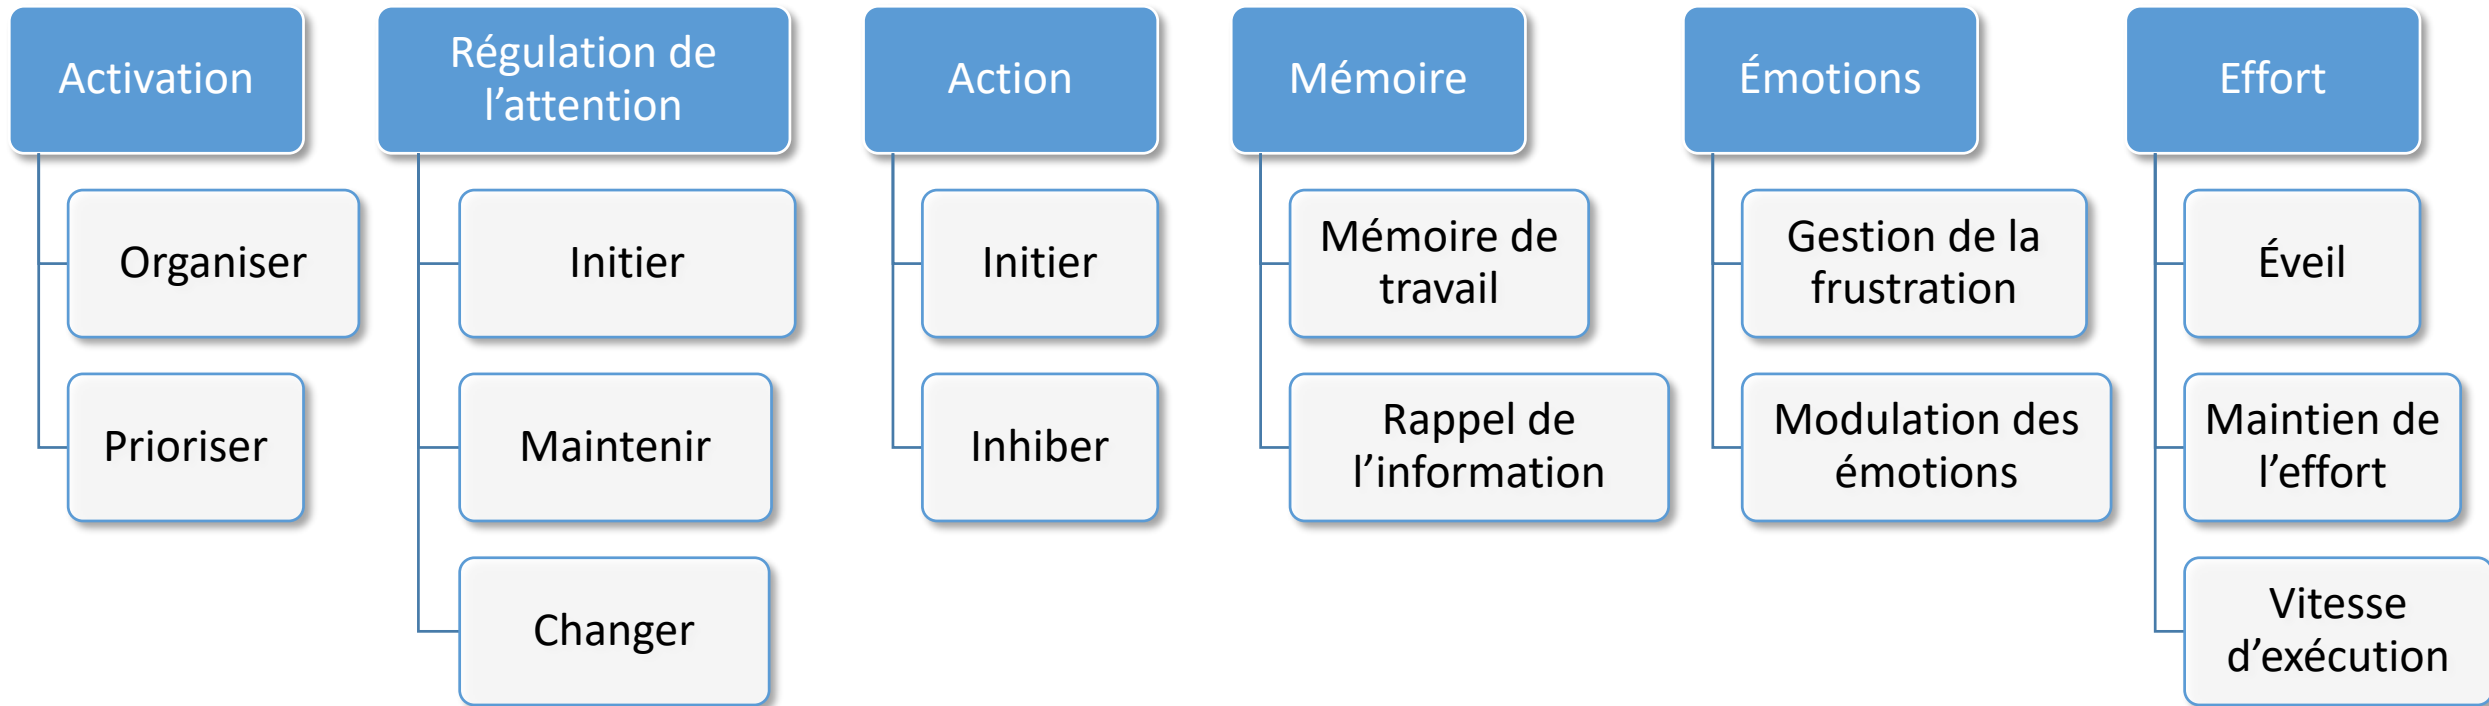 Activation
Organiser
Prioriser
Régulation de
l’attention
Initier
Maintenir
Changer
Action
Initier
Inhiber
Mémoire
Mémoire de
travail
Rappel de
l’information
Émotions
Gestion de la
frustration
Modulation des
émotions
Effort
Éveil
Maintien de
l’effort
Vitesse
d’exécution